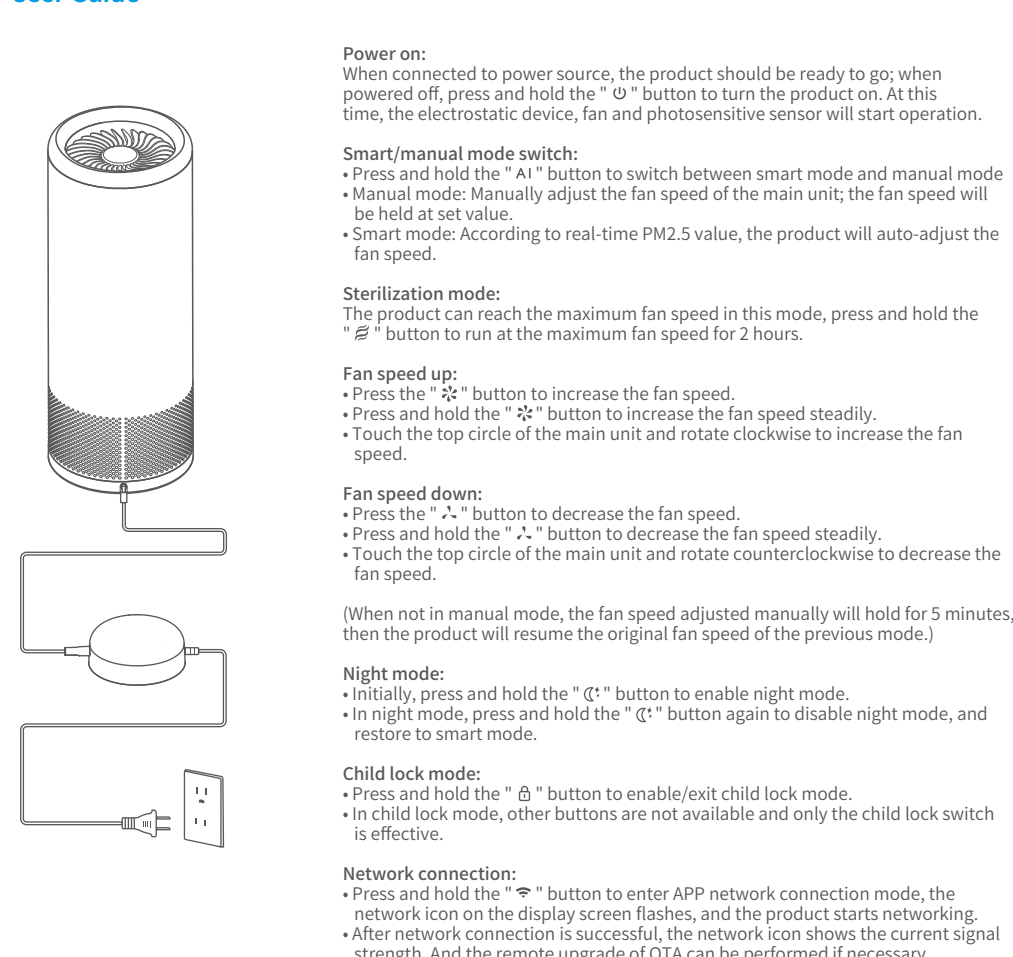 User Guide
Power on:
When connected to power source, the product should be ready to go; when
powered off, press and hold the " ⏻ " button to turn the product on. At this
time, the electrostatic device, fan and photosensitive sensor will start operation.
Smart/manual mode switch:
• Press and hold the " AI " button to switch between smart mode and manual mode
• Manual mode: Manually adjust the fan speed of the main unit; the fan speed will
be held at set value.
• Smart mode: According to real-time PM2.5 value, the product will auto-adjust the
fan speed.
Sterilization mode:
The product can reach the maximum fan speed in this mode, press and hold the
" " button to run at the maximum fan speed for 2 hours.
Fan speed up:
• Press the " " button to increase the fan speed.
• Press and hold the " " button to increase the fan speed steadily.
• Touch the top circle of the main unit and rotate clockwise to increase the fan
speed.
Fan speed down:
• Press the " " button to decrease the fan speed.
• Press and hold the " " button to decrease the fan speed steadily.
• Touch the top circle of the main unit and rotate counterclockwise to decrease the
fan speed.
(When not in manual mode, the fan speed adjusted manually will hold for 5 minutes,
then the product will resume the original fan speed of the previous mode.)
Night mode:
• Initially, press and hold the " " button to enable night mode.
• In night mode, press and hold the " " button again to disable night mode, and
restore to smart mode.
Child lock mode:
• Press and hold the " " button to enable/exit child lock mode.
• In child lock mode, other buttons are not available and only the child lock switch
is effective.
Network connection:
• Press and hold the " " button to enter APP network connection mode, the
network icon on the display screen flashes, and the product starts networking.
• After network connection is successful, the network icon shows the current signal
strength. And the remote upgrade of OTA can be performed if necessary